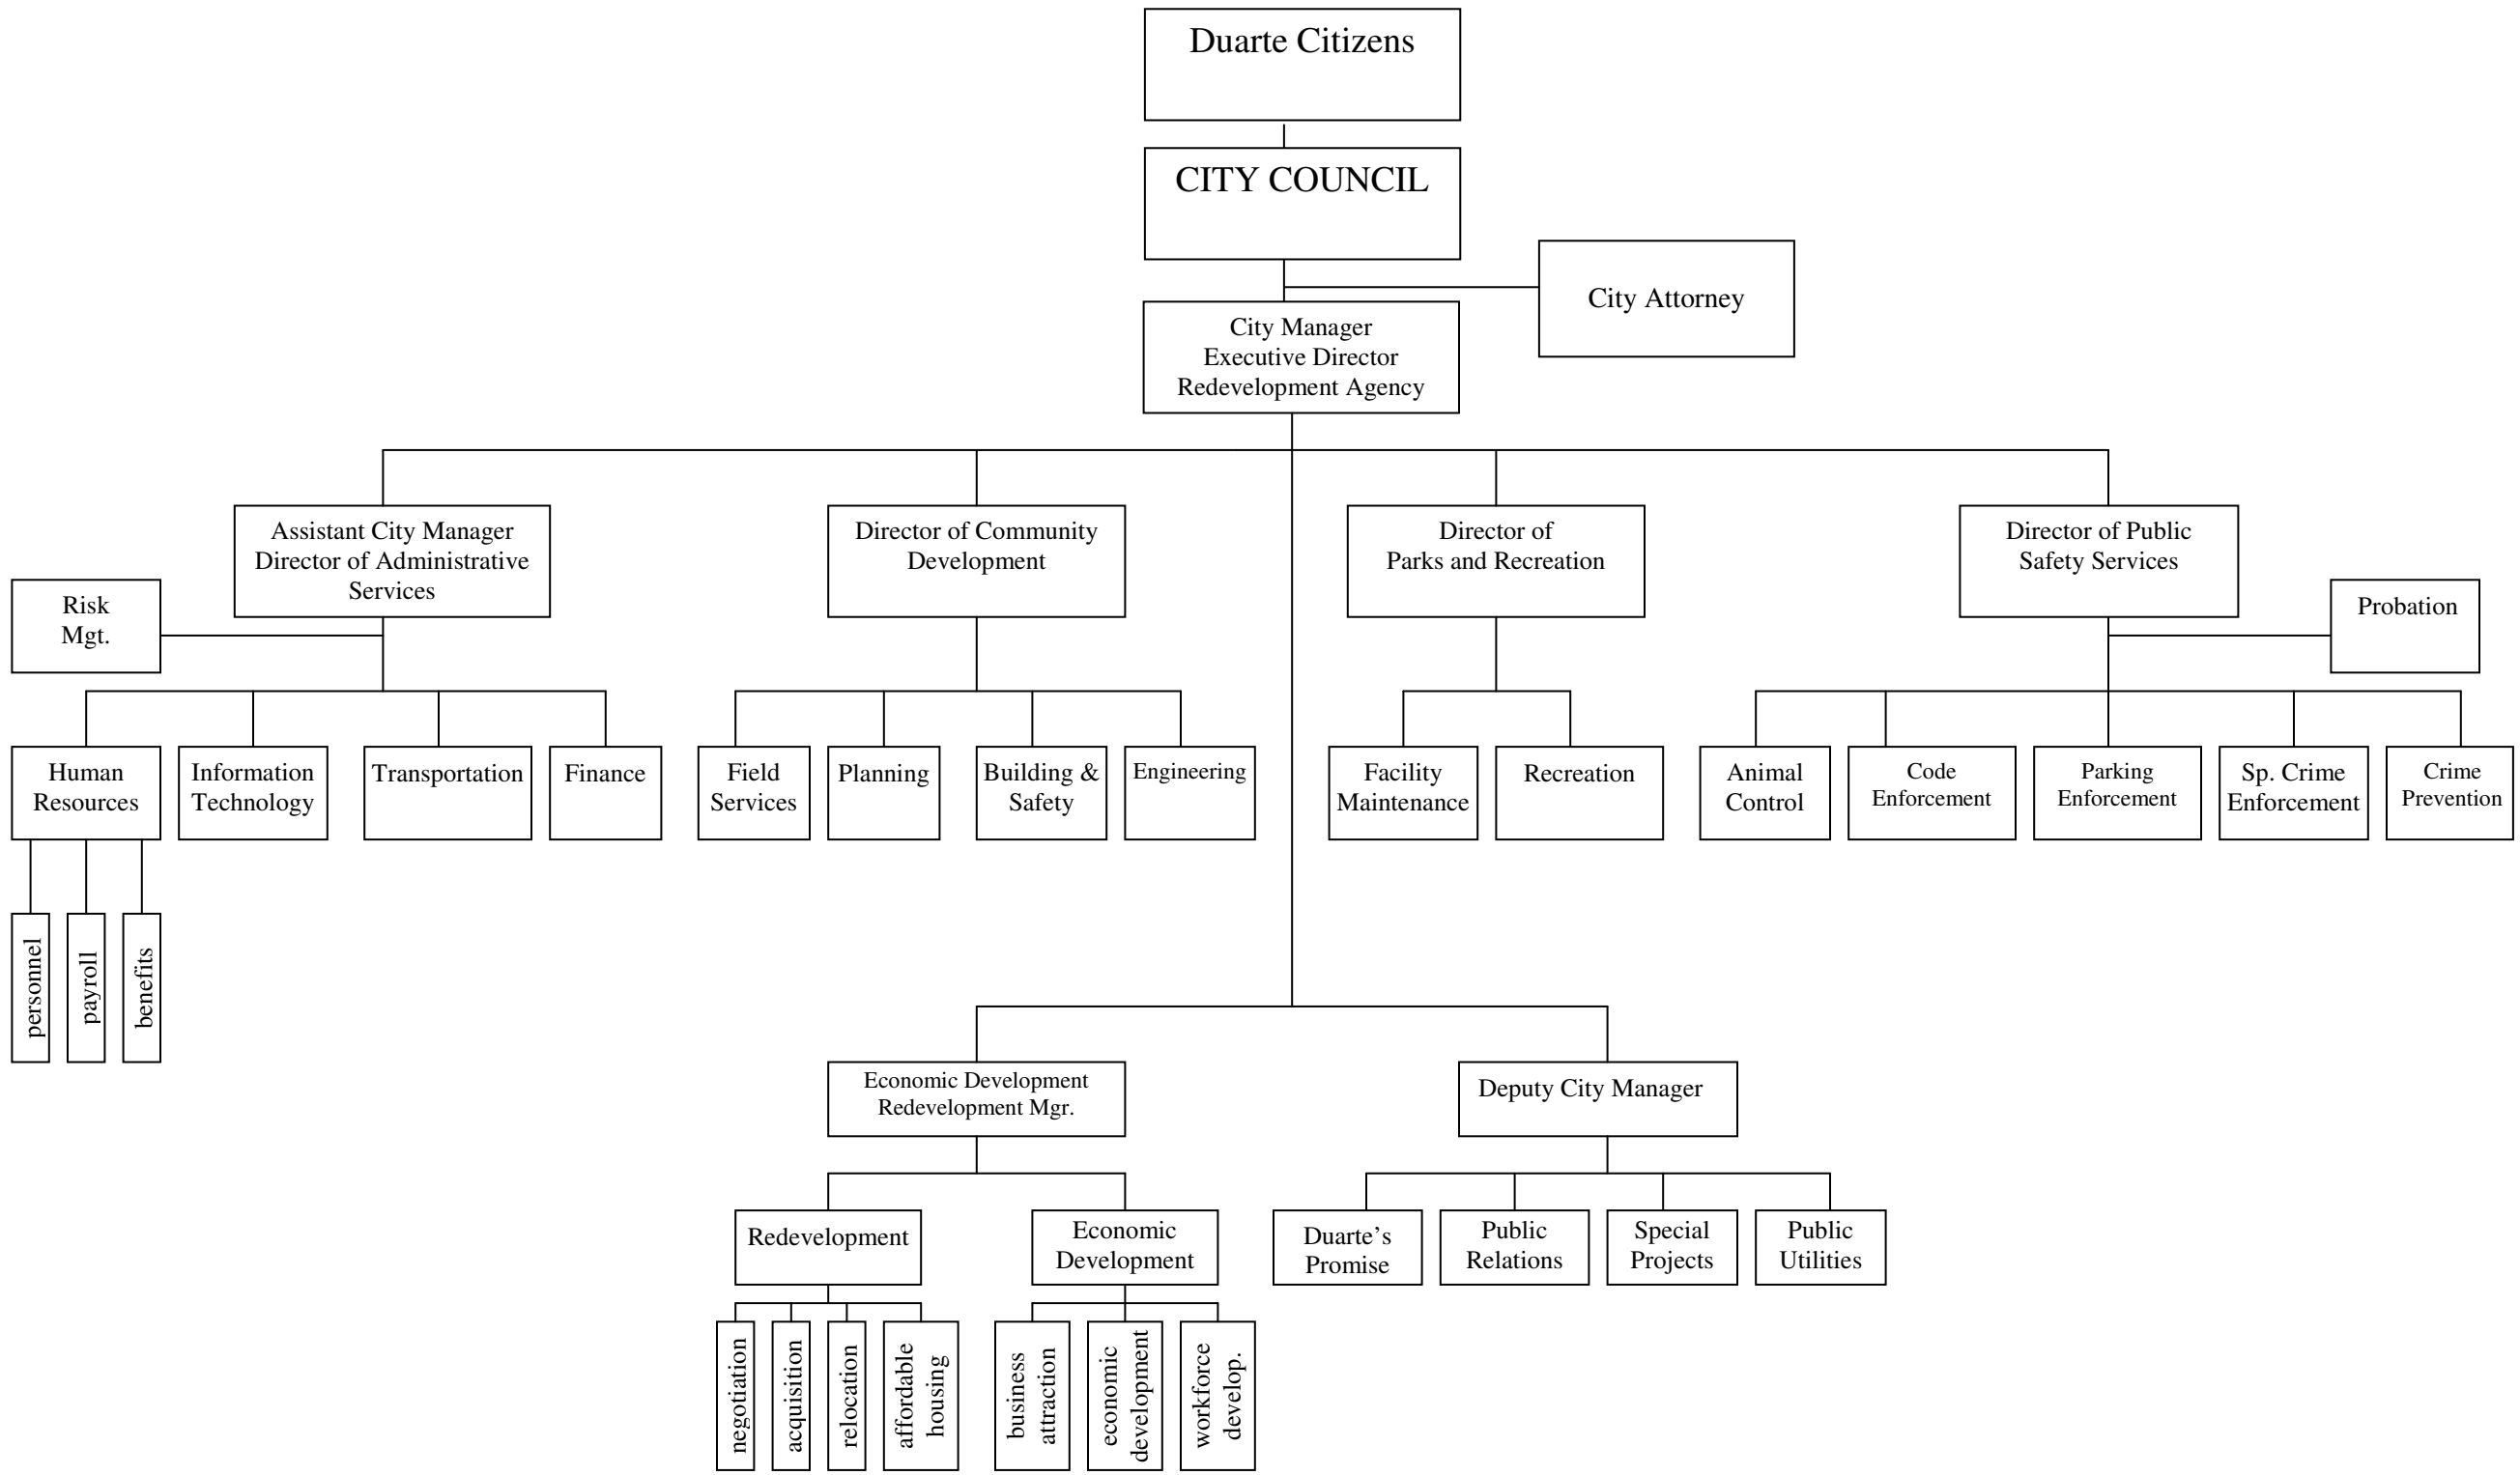 Duarte Citizens
CITY COUNCIL
City Attorney
City Manager
Executive Director
Redevelopment Agency
Assistant City Manager
Director of Administrative
Services
Director of Community
Development
Director of
Parks and Recreation
Director of Public
Safety Services
Risk
Mgt.
Probation
Human
Resources
Information
Technology
Transportation
Finance
Field
Services
Planning
Building &
Safety
Engineering
Facility
Maintenance
Recreation
Animal
Control
Code
Enforcement
Parking
Enforcement
Sp. Crime
Enforcement
Crime
Prevention
personnel
payroll
benefits
Economic Development
Redevelopment Mgr.
Deputy City Manager
Redevelopment
Economic
Development
Duarte’s
Promise
Public
Relations
Special
Projects
Public
Utilities
negotiation
acquisition
relocation
affordable
housing
business
attraction
economic
development
workforce
develop.